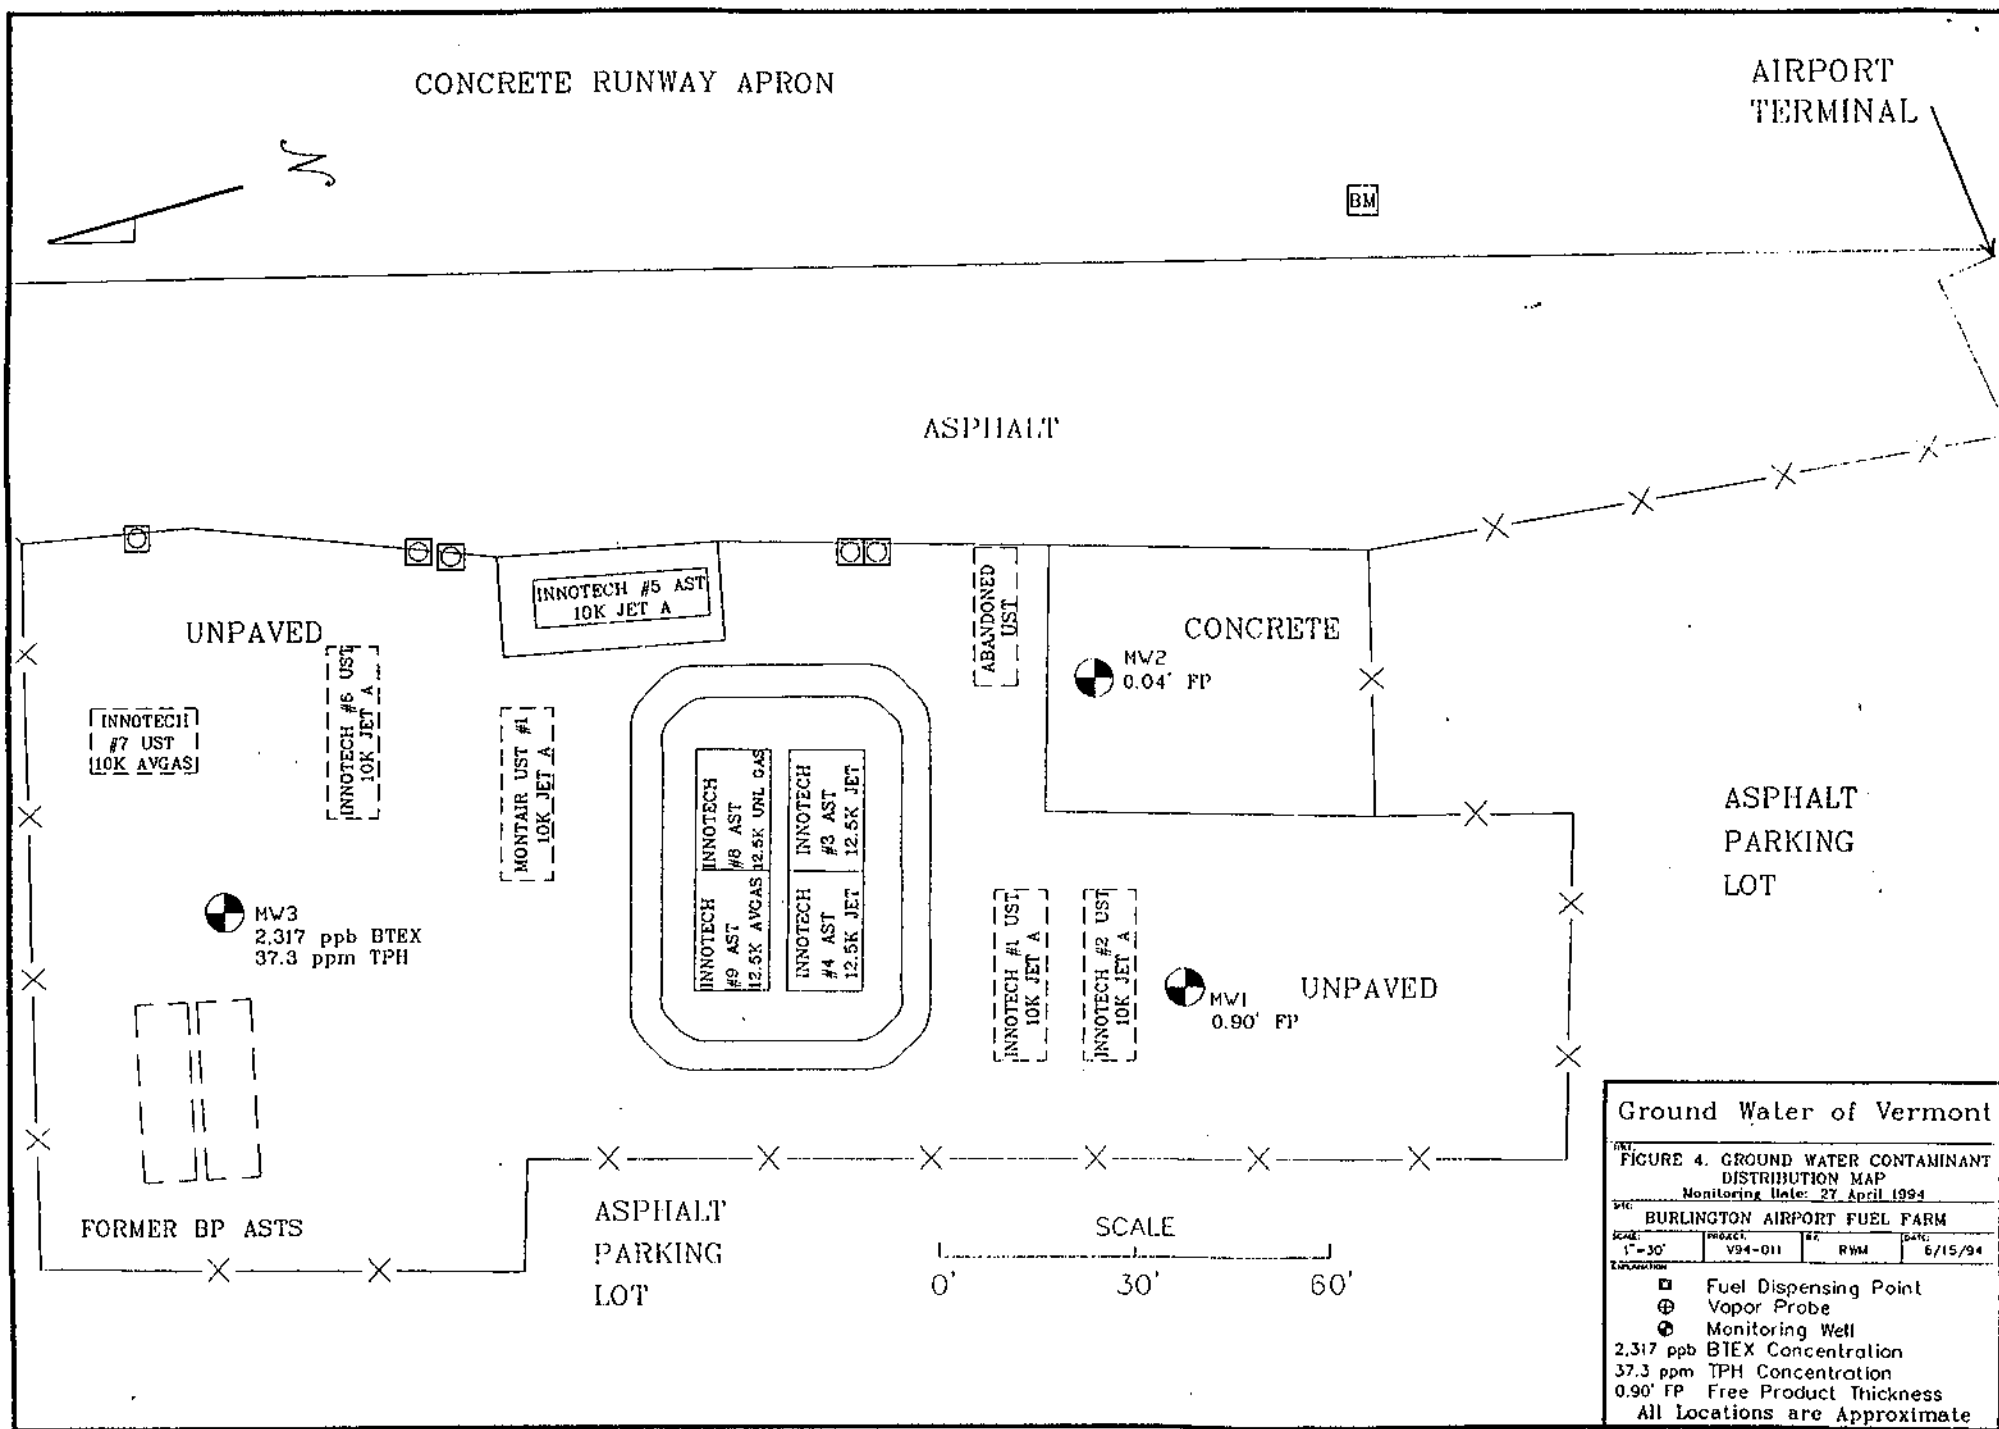 CONCRETE RUNWAY APRON
AIRPORT
TERMINAL
N
BM
ASPHALT
INNOTECH #5 AST
10K JET A
ABANDONED
UST
UNPAVED
CONCRETE
MW2
0.04' FP
INNOTECH
#7 UST
10K AVGAS
INNOTECH #6 UST
10K JET A
MONTAIR UST #1
10K JET A
INNOTECH
#8 AST
12.5K UNL GAS
INNOTECH
#3 AST
12.5K JET
INNOTECH
#9 AST
12.5K AVGAS
INNOTECH
#4 AST
12.5K JET
ASPHALT
PARKING
LOT
MW3
2,317 ppb BTEX
37.3 ppm TPH
INNOTECH #1 UST
10K JET A
INNOTECH #2 UST
10K JET A
MW1
0.90' FP
UNPAVED
FORMER BP ASTS
ASPHALT
PARKING
LOT
SCALE
0' 30' 60'
Ground Water of Vermont
TITLE:
FIGURE 4. GROUND WATER CONTAMINANT
DISTRIBUTION MAP
Monitoring Date: 27 April 1994
SITE:
BURLINGTON AIRPORT FUEL FARM
SCALE: PROJECT: BY: DATE:
1"=30' V94-011 RWM 6/15/94
EXPLANATION
Fuel Dispensing Point
Vapor Probe
Monitoring Well
2,317 ppb BTEX Concentration
37.3 ppm TPH Concentration
0.90' FP Free Product Thickness
All Locations are Approximate